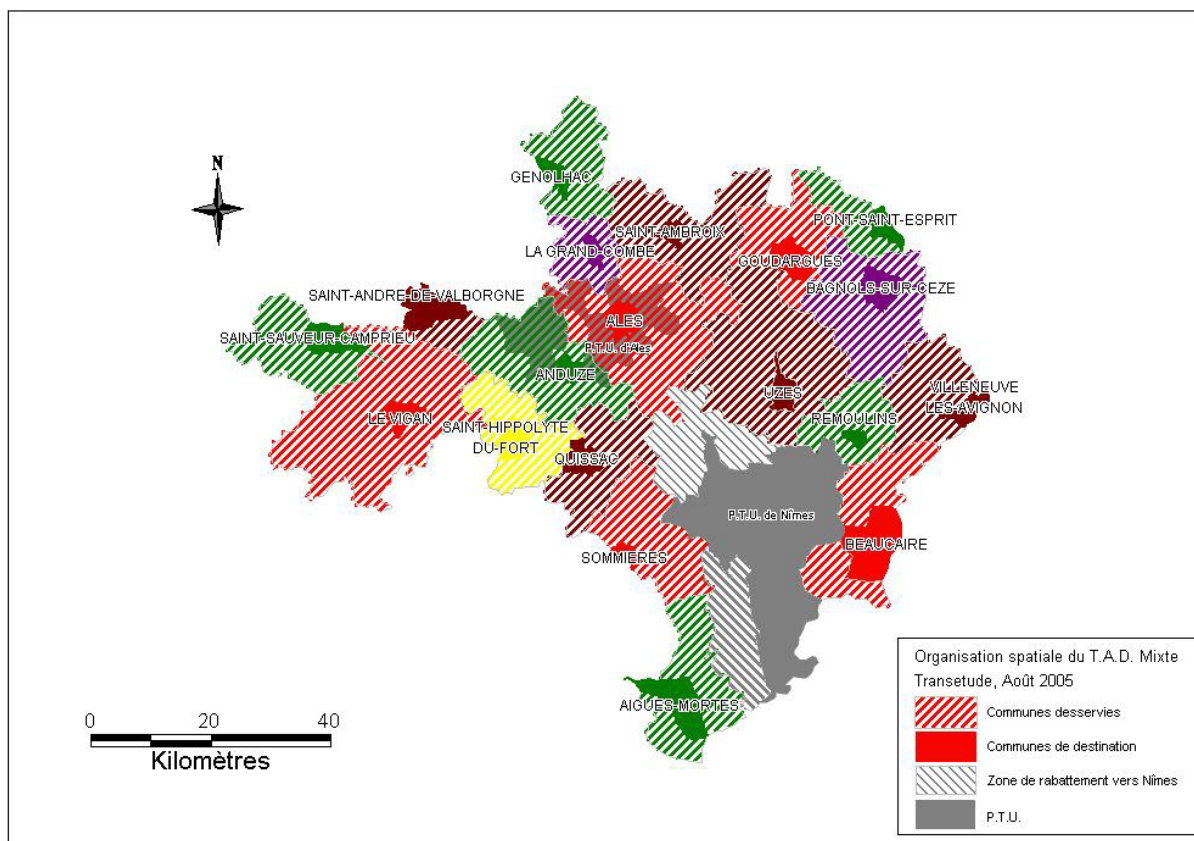 N
GENOLHAC
PONT-SAINT-ESPRIT
SAINT-AMBROIX
LA GRAND-COMBE
GOUDARGUES
BAGNOLS-SUR-CEZE
SAINT-ANDRE-DE-VALBORGNE
SAINT-SAUVEUR-CAMPRIEU
ALES
P.T.U. d'Ales
ANDUZE
UZES
VILLENEUVE
LES-AVIGNON
LE VIGAN
SAINT-HIPPOLYTE
DU-FORT
REMOULINS
QUISSAC
P.T.U. de Nîmes
BEAUCAIRE
SOMMIERES
AIGUES-MORTES
0 20 40
Kilomètres
Organisation spatiale du T.A.D. Mixte
Transetude, Août 2005
Communes desservies
Communes de destination
Zone de rabattement vers Nîmes
P.T.U.